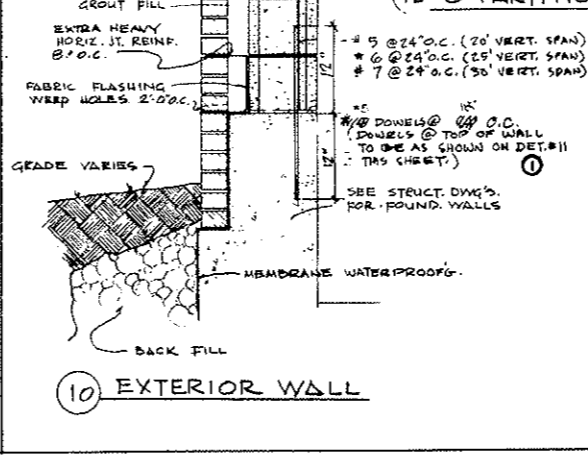 GROUT FILL
EXTRA HEAVY
HORIZ. JT. REINF.
8" O.C.
FABRIC FLASHING
WEEP HOLES 2'-0" O.C.
GRADE VARIES
BACK FILL
12"
12"
# 5 @ 24" O.C. (20' VERT. SPAN)
# 6 @ 24" O.C. (25' VERT. SPAN)
# 7 @ 24" O.C. (30' VERT. SPAN)
DOWELS @ O.C.
(DOWELS @ TOP OF WALL
TO BE AS SHOWN ON DET. #11
THIS SHEET.)
1
SEE STRUCT. DWG'S.
FOR FOUND. WALLS
MEMBRANE WATERPROOF'G.
10 EXTERIOR WALL